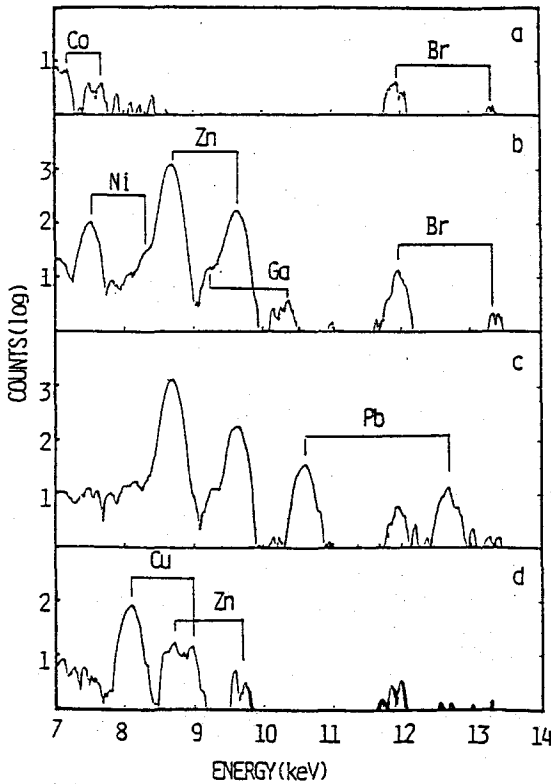 a
Co
Br
1
b
Zn
Ni
Br
Ga
3
2
1
c
Pb
3
2
1
d
Cu
Zn
2
1
COUNTS(log)
7 8 9 10 11 12 13 14
ENERGY(keV)